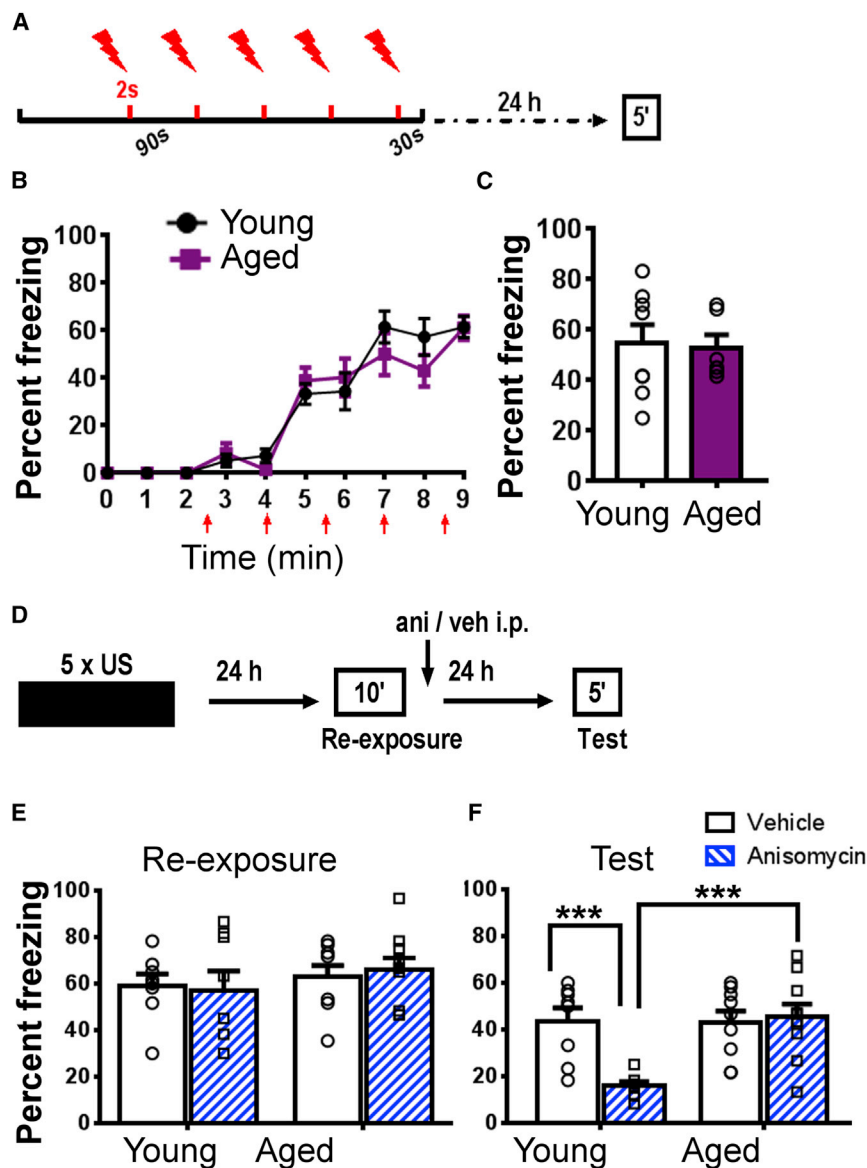 A
2s
90s
30s
24 h
5'
B
Young
Aged
Percent freezing
100
80
60
40
20
0
0 1 2 3 4 5 6 7 8 9
Time (min)
C
Percent freezing
100
80
60
40
20
0
Young Aged
D
ani / veh i.p.
5 x US
24 h
10'
24 h
5'
Re-exposure
Test
E
Re-exposure
Percent freezing
100
80
60
40
20
0
Young Aged
F
Vehicle
Anisomycin
Test
***
***
100
80
60
40
20
0
Young Aged